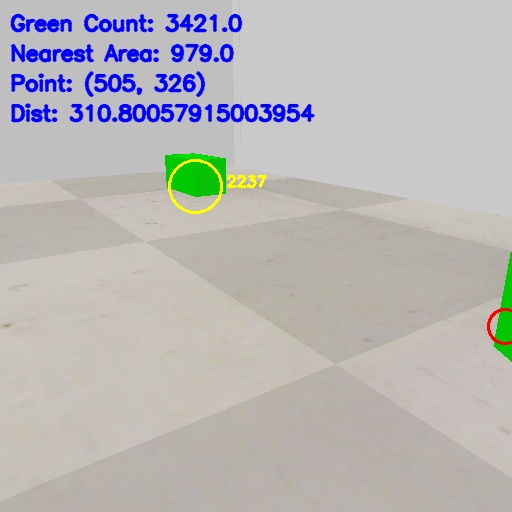 Green Count: 3421.0
Nearest Area: 979.0
Point: (505, 326)
Dist: 310.80057915003954
2237